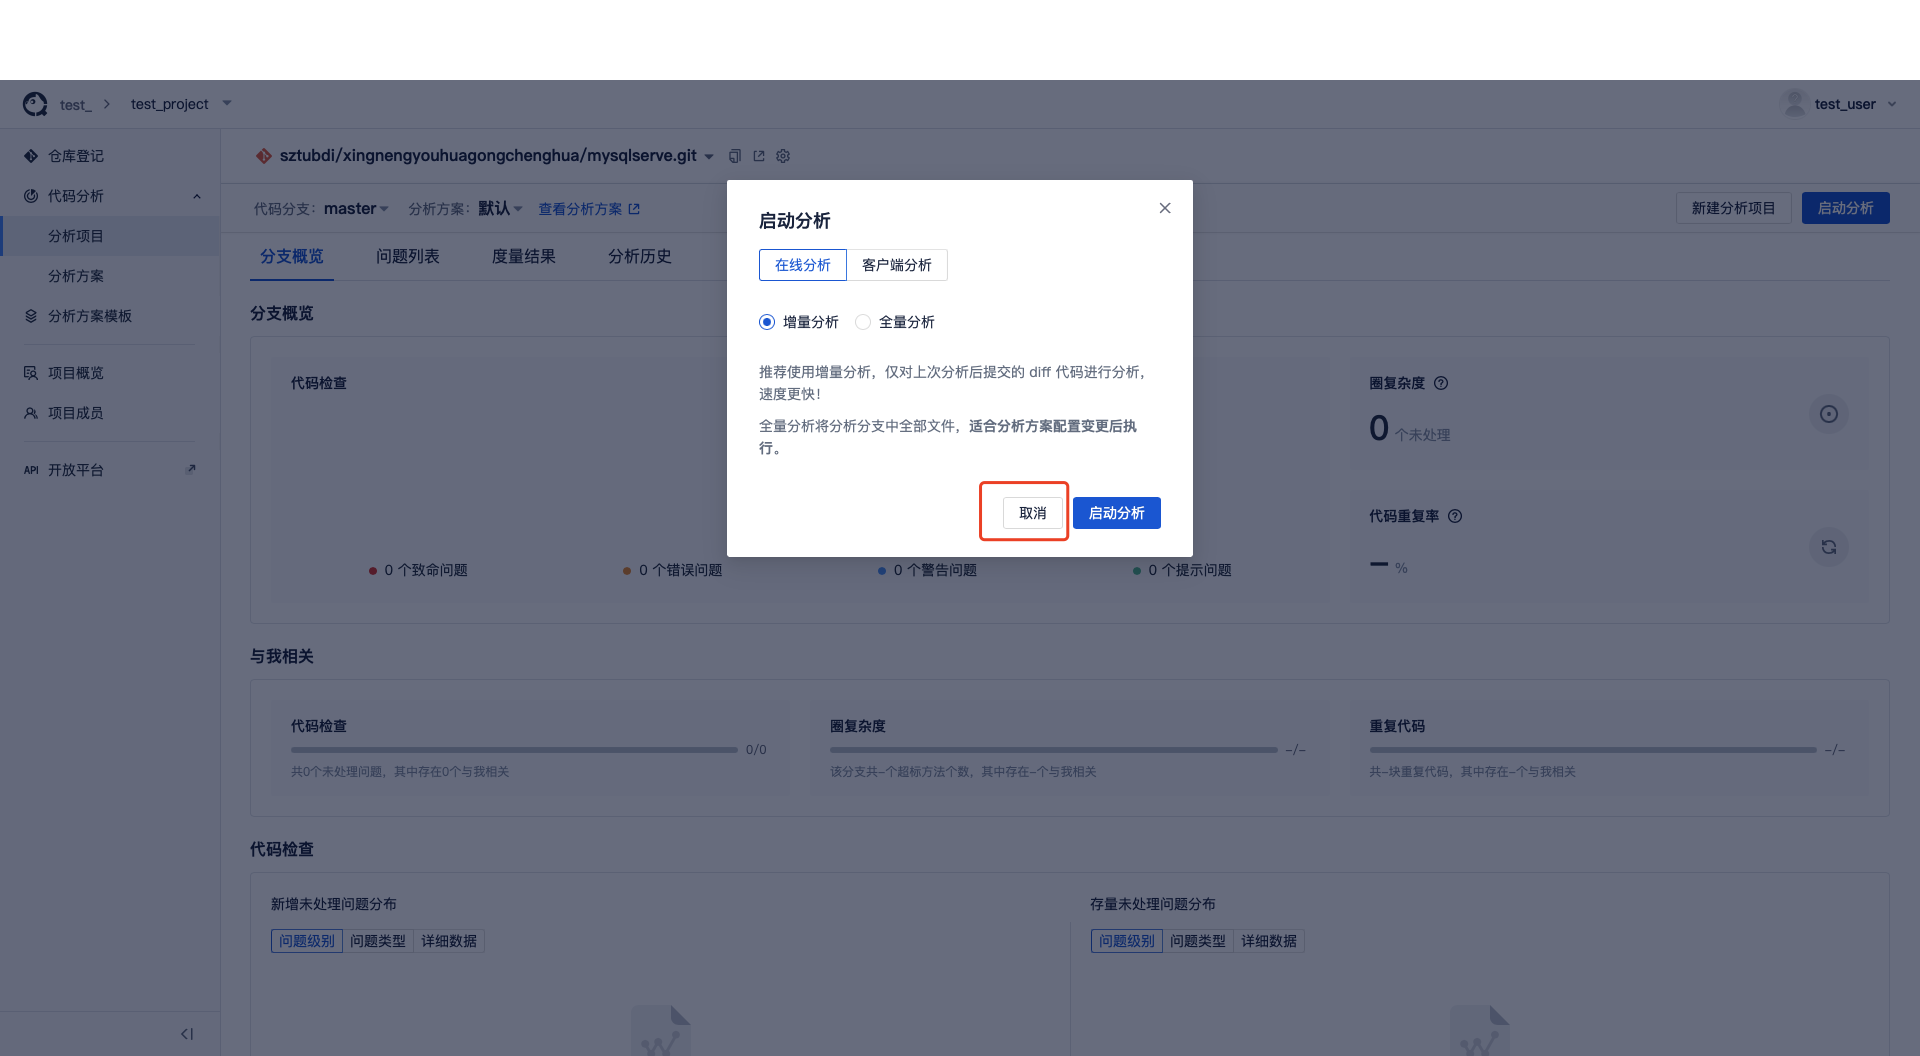 test_
test_project
test_user
仓库登记
代码分析
分析项目
分析方案
分析方案模板
项目概览
项目成员
API 开放平台
sztubdi/xingnengyouhuagongchenghua/mysqlserve.git
代码分支： master 分析方案： 默认 查看分析方案
新建分析项目 启动分析
分支概览 问题列表 度量结果 分析历史
分支概览
代码检查
0 个致命问题 0 个错误问题 0 个警告问题 0 个提示问题
圈复杂度
0 个未处理
代码重复率
– %
启动分析
在线分析 客户端分析
增量分析 全量分析
推荐使用增量分析，仅对上次分析后提交的 diff 代码进行分析，
速度更快！
全量分析将分析分支中全部文件，适合分析方案配置变更后执
行。
取消 启动分析
与我相关
代码检查
0/0
共0个未处理问题，其中存在0个与我相关
圈复杂度
-/-
该分支共-个超标方法个数，其中存在-个与我相关
重复代码
-/-
共-块重复代码，其中存在-个与我相关
代码检查
新增未处理问题分布
问题级别 问题类型 详细数据
存量未处理问题分布
问题级别 问题类型 详细数据